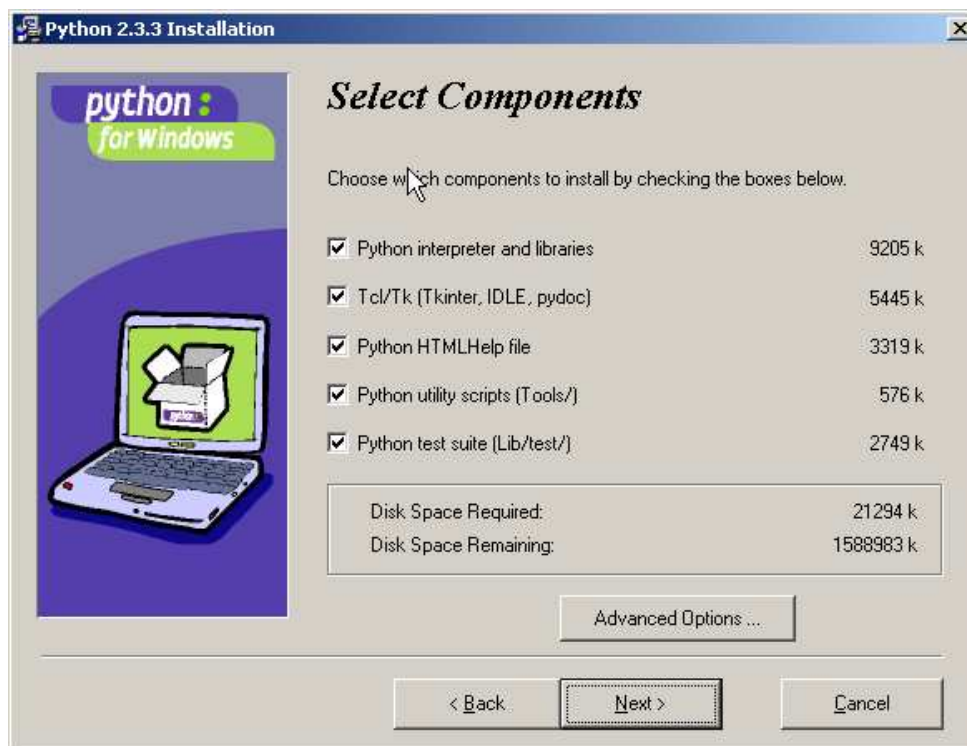 Python 2.3.3 Installation
python :
for Windows
Select Components
Choose which components to install by checking the boxes below.
Python interpreter and libraries 9205 k
Tcl/Tk (Tkinter, IDLE, pydoc) 5445 k
Python HTMLHelp file 3319 k
Python utility scripts (Tools/) 576 k
Python test suite (Lib/test/) 2749 k
Disk Space Required: 21294 k
Disk Space Remaining: 1588983 k
Advanced Options ...
< Back Next > Cancel